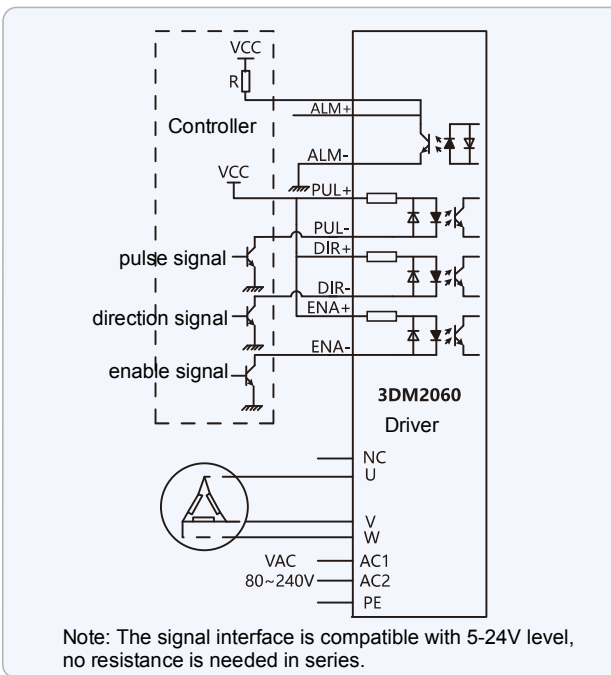 VCC
R
ALM+
Controller
ALM-
VCC
PUL+
PUL-
pulse signal
DIR+
DIR-
direction signal
ENA+
ENA-
enable signal
3DM2060
Driver
NC
U
V
W
VAC
AC1
80~240V
AC2
PE
Note: The signal interface is compatible with 5-24V level,
no resistance is needed in series.